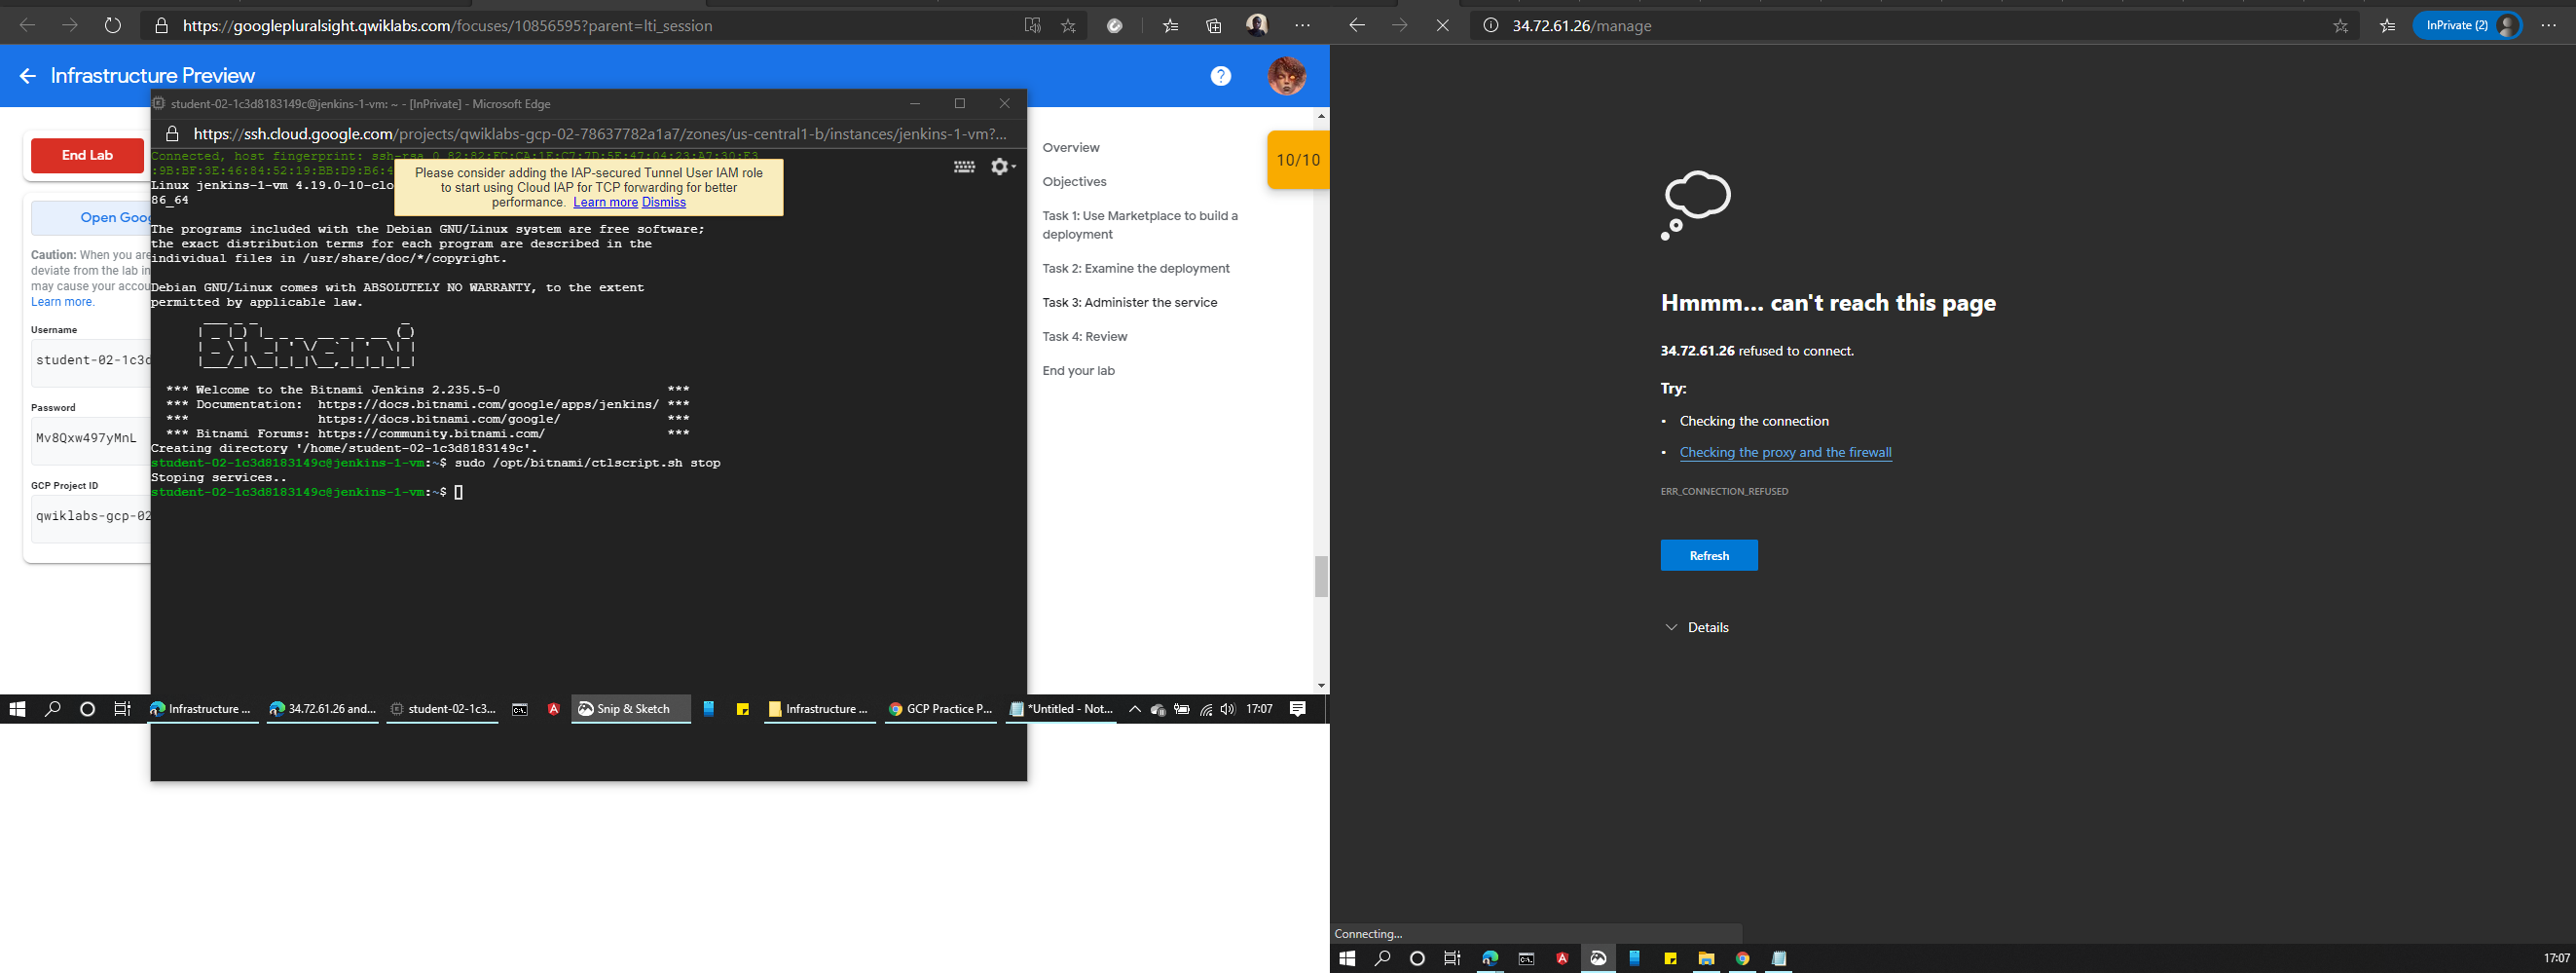 https://googlepluralsight.qwiklabs.com/focuses/10856595?parent=lti_session
Infrastructure Preview
End Lab
Open Goog
Caution: When you are
deviate from the lab in
may cause your accou
Learn more.
Username
student-02-1c3d
Password
Mv8Qxw497yMnL
GCP Project ID
qwiklabs-gcp-02
student-02-1c3d8183149c@jenkins-1-vm: ~ - [InPrivate] - Microsoft Edge
https://ssh.cloud.google.com/projects/qwiklabs-gcp-02-78637782a1a7/zones/us-central1-b/instances/jenkins-1-vm?...
Connected, host fingerprint: ssh-rsa 0 82:82:FC:CA:1E:C7:7D:5E:47:04:23:A7:30:F3
:9B:BF:3E:46:84:52:19:BB:D9:B6:4
Linux jenkins-1-vm 4.19.0-10-clo
86_64
Please consider adding the IAP-secured Tunnel User IAM role
to start using Cloud IAP for TCP forwarding for better
performance. Learn more Dismiss
The programs included with the Debian GNU/Linux system are free software;
the exact distribution terms for each program are described in the
individual files in /usr/share/doc/*/copyright.
Debian GNU/Linux comes with ABSOLUTELY NO WARRANTY, to the extent
permitted by applicable law.
Bitnami
*** Welcome to the Bitnami Jenkins 2.235.5-0 ***
*** Documentation: https://docs.bitnami.com/google/apps/jenkins/ ***
*** https://docs.bitnami.com/google/ ***
*** Bitnami Forums: https://community.bitnami.com/ ***
Creating directory '/home/student-02-1c3d8183149c'.
student-02-1c3d8183149c@jenkins-1-vm:~$ sudo /opt/bitnami/ctlscript.sh stop
Stoping services..
student-02-1c3d8183149c@jenkins-1-vm:~$
10/10
Overview
Objectives
Task 1: Use Marketplace to build a
deployment
Task 2: Examine the deployment
Task 3: Administer the service
Task 4: Review
End your lab
Infrastructure ...
34.72.61.26 and...
student-02-1c3...
Snip & Sketch
Infrastructure ...
GCP Practice P...
*Untitled - Not...
17:07
34.72.61.26/manage
InPrivate (2)
Hmmm... can't reach this page
34.72.61.26 refused to connect.
Try:
• Checking the connection
• Checking the proxy and the firewall
ERR_CONNECTION_REFUSED
Refresh
Details
Connecting...
17:07